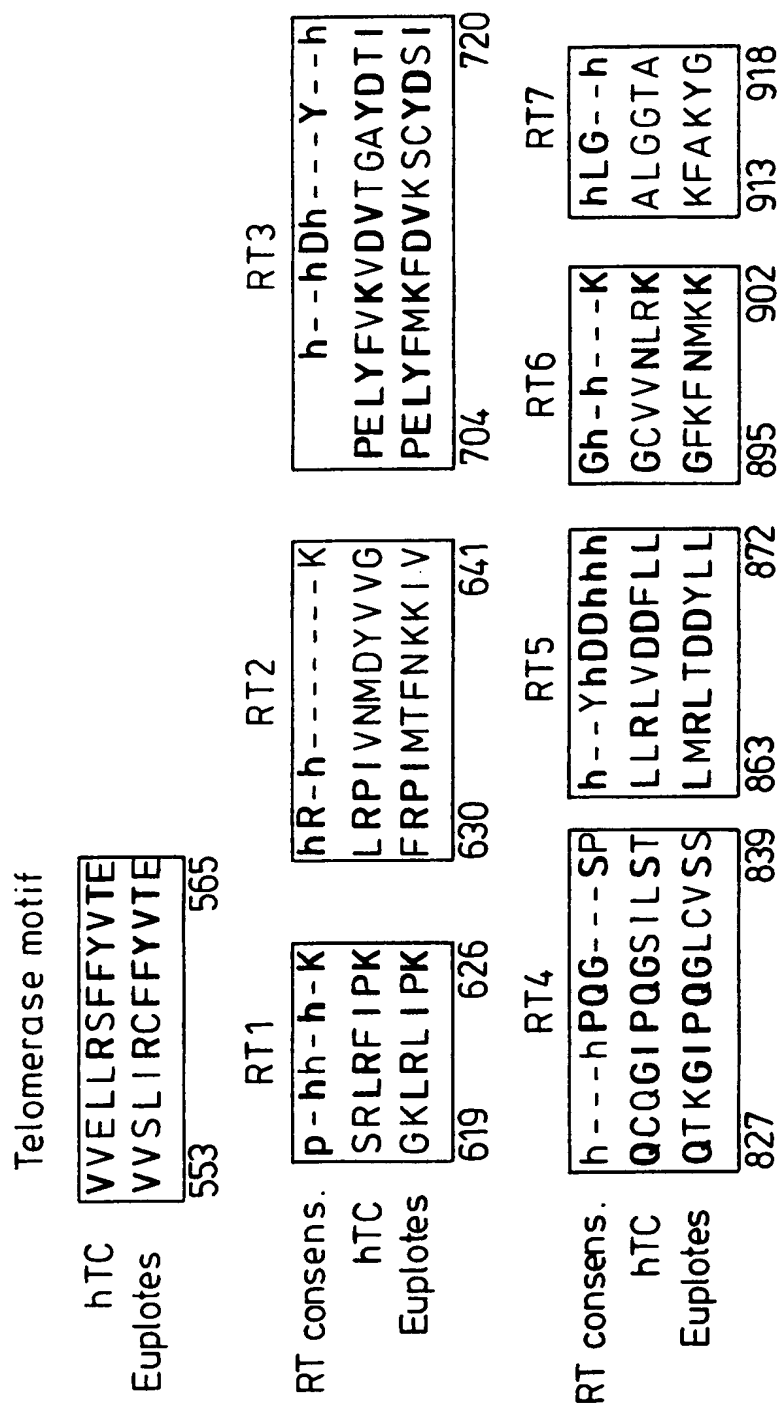 Telomerase motif
hTC VVELLRSFFYVTE
Euplotes VVSLIRCFFYVTE
553 565
RT1 RT2 RT3
RT consens. p-hh-h-K hR-h--------K h--hDh---Y--h
hTC SRLRFIPK LRPIVNMDYVVG PELYFVKVDVTGAYDTI
Euplotes GKLRLIPK FRPIMTFNKKIV PELYFMKFDVKSCYDSI
619 626 630 641 704 720
RT4 RT5 RT6 RT7
RT consens. h----hPQG---SP h--YhDDhhh Gh-h---K hLG--h
hTC QCQGIPQGSILST LLRLVDDFLL GCVVNLRK ALGGTA
Euplotes QTKGIPQGLCVSS LMRLTDDYLL GFKFNMKK KFAKYG
827 839 863 872 895 902 913 918